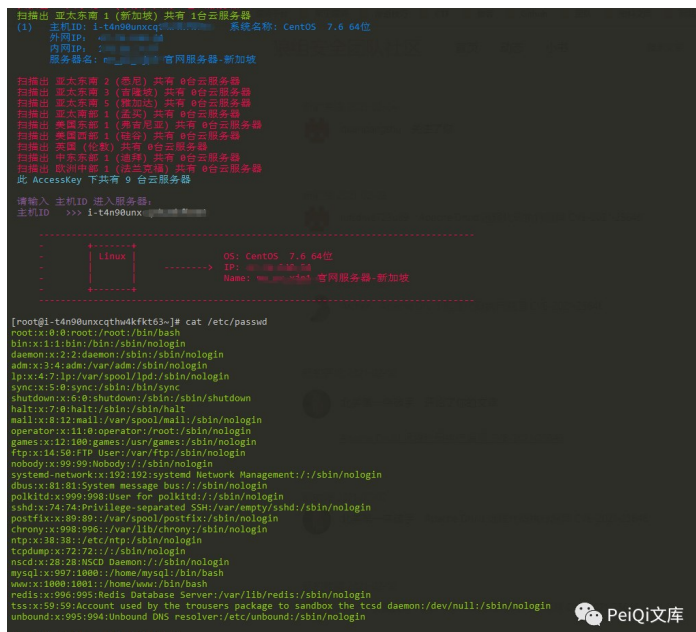 扫描出 亚太东南 1 (新加坡) 共有 1台云服务器
(1) 主机ID: i-t4n90unxcq 系统名称: CentOS 7.6 64位
外网IP:
内网IP:
服务器名: 官网服务器-新加坡
扫描出 亚太东南 2 (悉尼) 共有 0台云服务器
扫描出 亚太东南 3 (吉隆坡) 共有 0台云服务器
扫描出 亚太东南 5 (雅加达) 共有 0台云服务器
扫描出 亚太南部 1 (孟买) 共有 0台云服务器
扫描出 美国东部 1 (弗吉尼亚) 共有 0台云服务器
扫描出 美国西部 1 (硅谷) 共有 0台云服务器
扫描出 英国 (伦敦) 共有 0台云服务器
扫描出 中东东部 1 (迪拜) 共有 0台云服务器
扫描出 欧洲中部 1 (法兰克福) 共有 0台云服务器
此 AccessKey 下共有 9 台云服务器
请输入 主机ID 进入服务器:
主机ID >>> i-t4n90unx
Linux
OS: CentOS 7.6 64位
IP:
Name: 官网服务器-新加坡
[root@i-t4n90unxcqthw4kfkt63~]# cat /etc/passwd
root:x:0:0:root:/root:/bin/bash
bin:x:1:1:bin:/bin:/sbin/nologin
daemon:x:2:2:daemon:/sbin:/sbin/nologin
adm:x:3:4:adm:/var/adm:/sbin/nologin
lp:x:4:7:lp:/var/spool/lpd:/sbin/nologin
sync:x:5:0:sync:/sbin:/bin/sync
shutdown:x:6:0:shutdown:/sbin:/sbin/shutdown
halt:x:7:0:halt:/sbin:/sbin/halt
mail:x:8:12:mail:/var/spool/mail:/sbin/nologin
operator:x:11:0:operator:/root:/sbin/nologin
games:x:12:100:games:/usr/games:/sbin/nologin
ftp:x:14:50:FTP User:/var/ftp:/sbin/nologin
nobody:x:99:99:Nobody:/:/sbin/nologin
systemd-network:x:192:192:systemd Network Management:/:/sbin/nologin
dbus:x:81:81:System message bus:/:/sbin/nologin
polkitd:x:999:998:User for polkitd:/:/sbin/nologin
sshd:x:74:74:Privilege-separated SSH:/var/empty/sshd:/sbin/nologin
postfix:x:89:89::/var/spool/postfix:/sbin/nologin
chrony:x:998:996::/var/lib/chrony:/sbin/nologin
ntp:x:38:38::/etc/ntp:/sbin/nologin
tcpdump:x:72:72::/:/sbin/nologin
nscd:x:28:28:NSCD Daemon:/:/sbin/nologin
mysql:x:997:1000::/home/mysql:/bin/bash
www:x:1000:1001::/home/www:/bin/bash
redis:x:996:995:Redis Database Server:/var/lib/redis:/sbin/nologin
tss:x:59:59:Account used by the trousers package to sandbox the tcsd daemon:/dev/null:/sbin/nologin
unbound:x:995:994:Unbound DNS resolver:/etc/unbound:/sbin/nologin
PeiQi文库